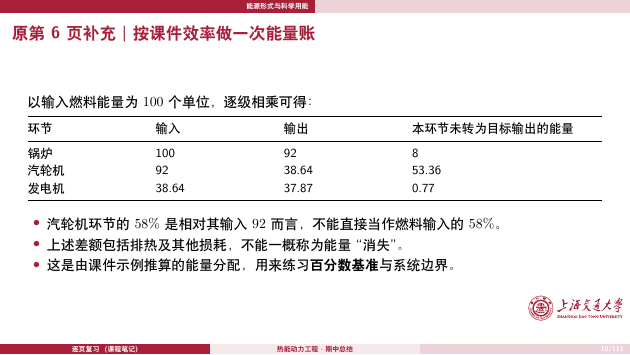 能源形式与科学用能
原第 6 页补充｜按课件效率做一次能量账
以输入燃料能量为 100 个单位，逐级相乘可得：
环节 输入 输出 本环节未转为目标输出的能量
锅炉 100 92 8
汽轮机 92 38.64 53.36
发电机 38.64 37.87 0.77
• 汽轮机环节的 58% 是相对其输入 92 而言，不能直接当作燃料输入的 58%。
• 上述差额包括排热及其他损耗，不能一概称为能量 “消失”。
• 这是由课件示例推算的能量分配，用来练习百分数基准与系统边界。
上海交通大学
SHANGHAI JIAO TONG UNIVERSITY
逐页复习（课程笔记） 热能动力工程 · 期中总结